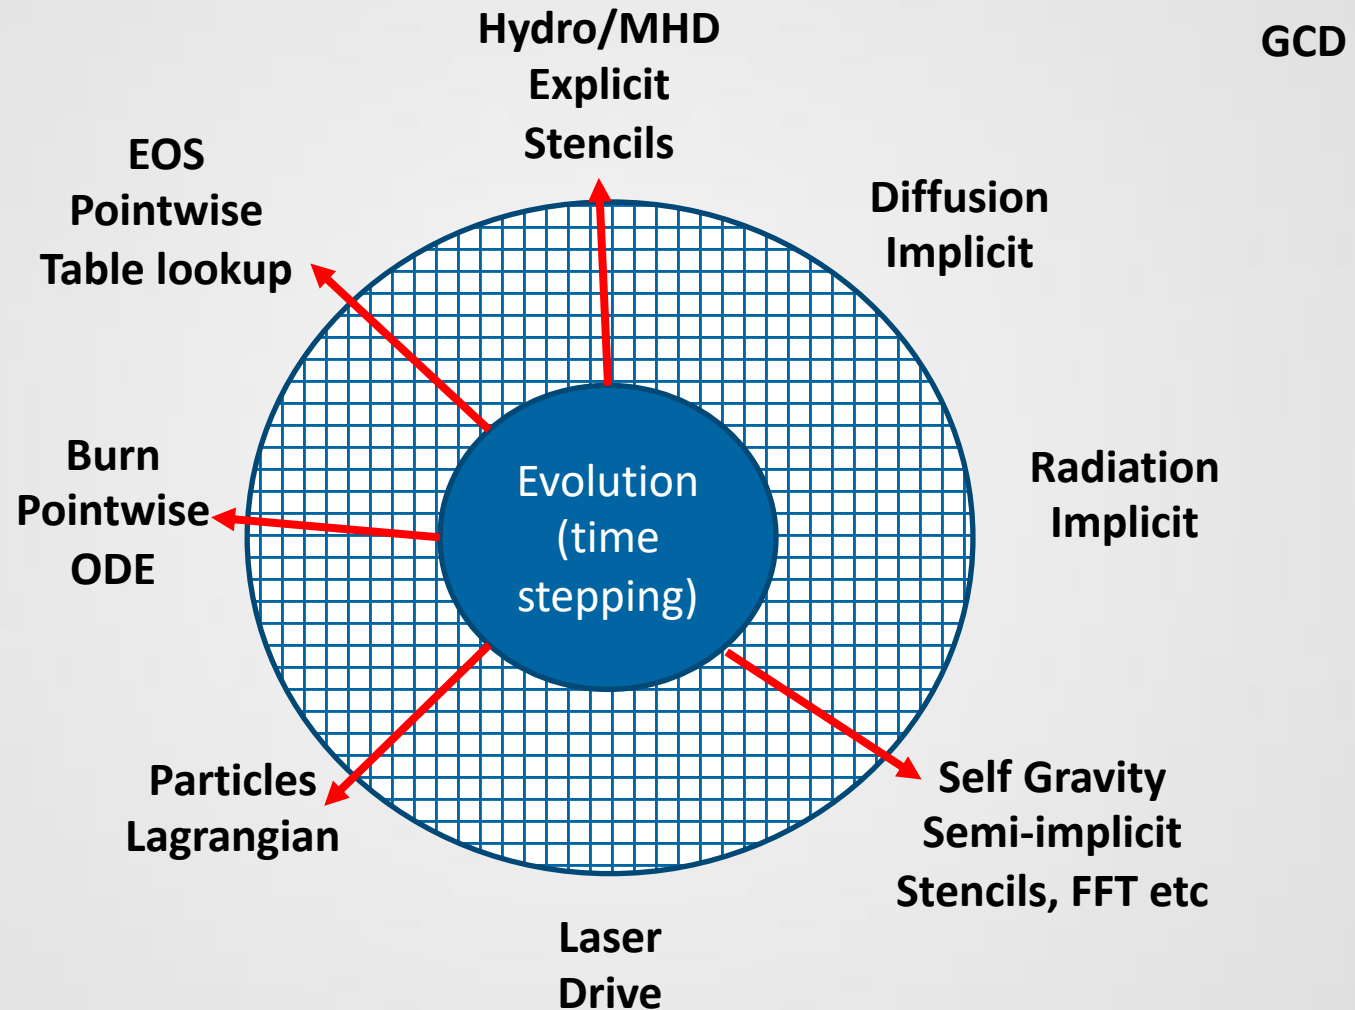 Hydro/MHD
Explicit
Stencils
GCD
EOS
Pointwise
Table lookup
Diffusion
Implicit
Burn
Pointwise
ODE
Evolution
(time
stepping)
Radiation
Implicit
Particles
Lagrangian
Self Gravity
Semi-implicit
Stencils, FFT etc
Laser
Drive